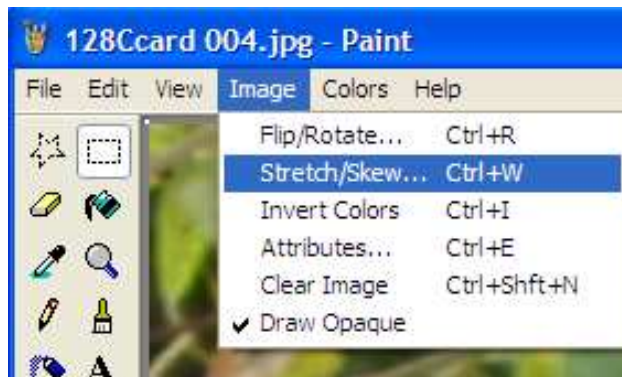 128Ccard 004.jpg - Paint
File Edit View Image Colors Help
Flip/Rotate... Ctrl+R
Stretch/Skew... Ctrl+W
Invert Colors Ctrl+I
Attributes... Ctrl+E
Clear Image Ctrl+Shft+N
Draw Opaque
A